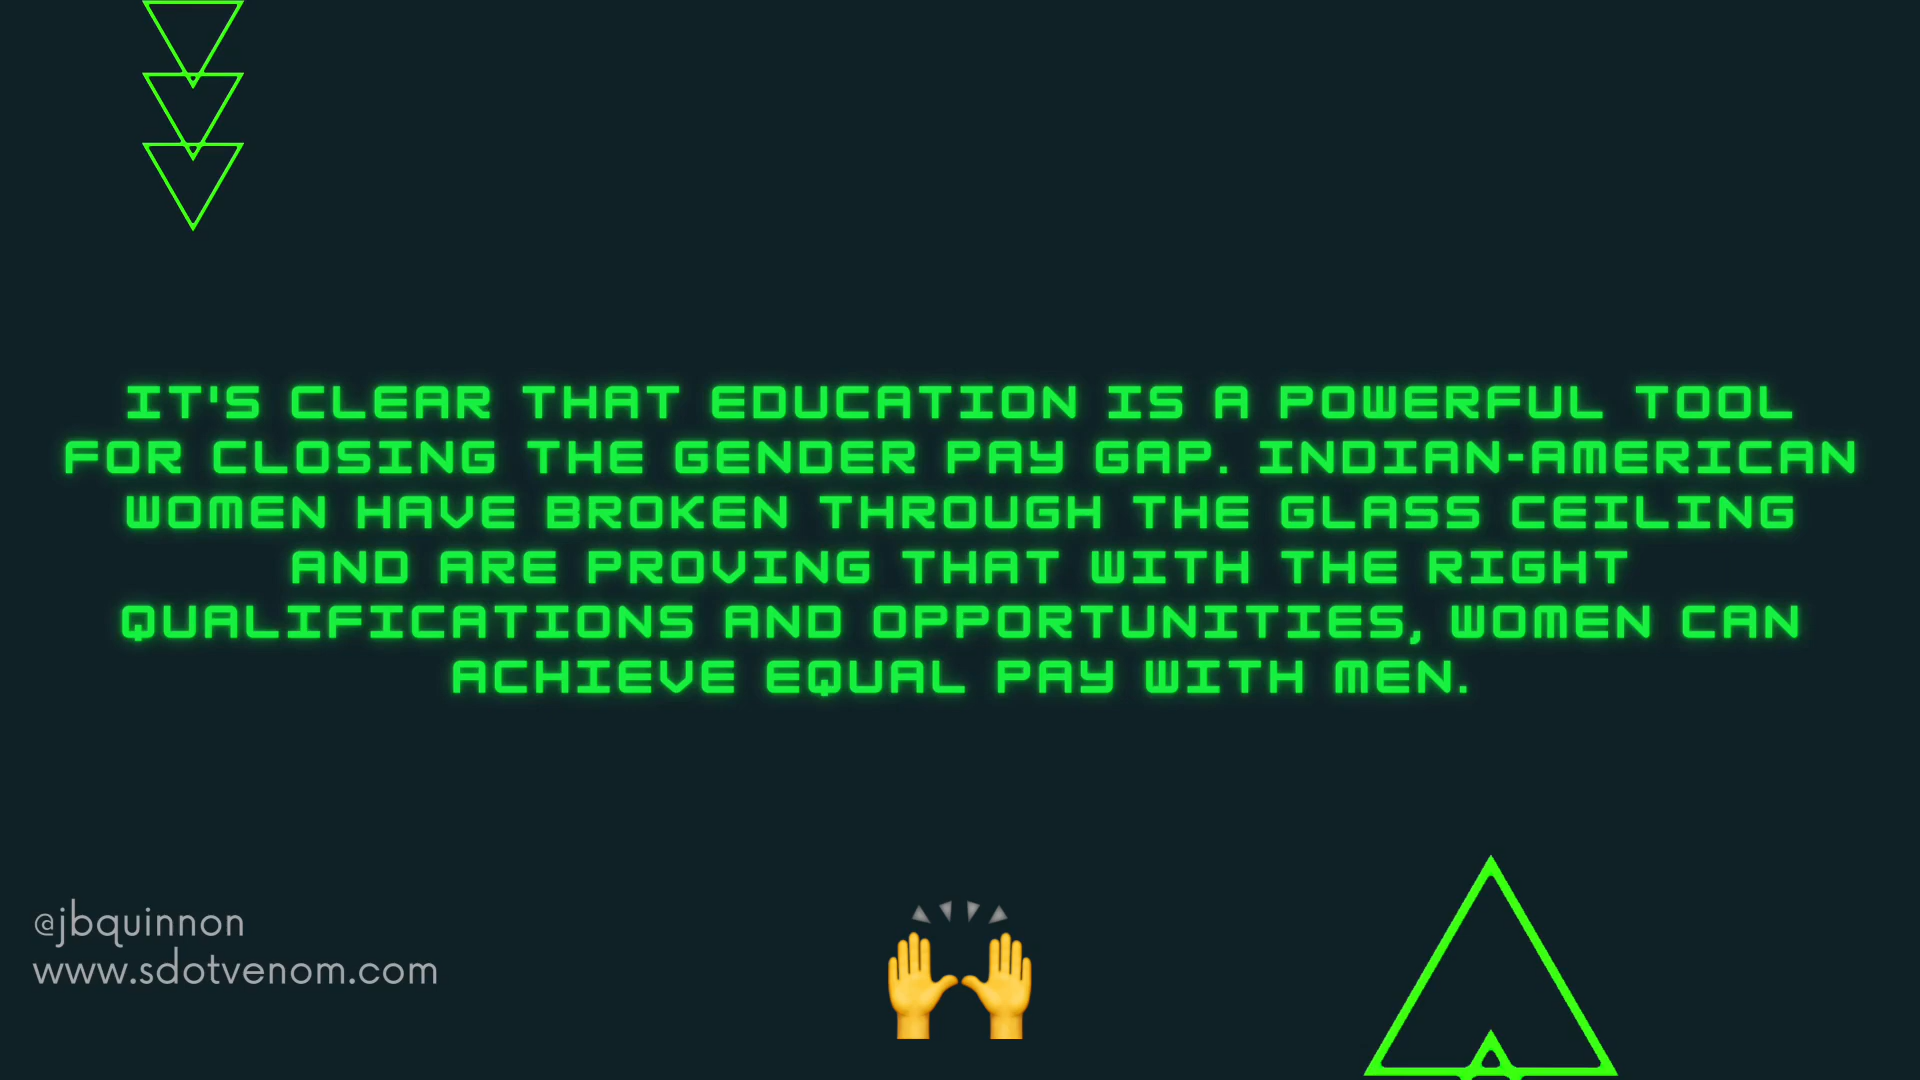 IT'S CLEAR THAT EDUCATION IS A POWERFUL TOOL
FOR CLOSING THE GENDER PAY GAP. INDIAN-AMERICAN
WOMEN HAVE BROKEN THROUGH THE GLASS CEILING
AND ARE PROVING THAT WITH THE RIGHT
QUALIFICATIONS AND OPPORTUNITIES, WOMEN CAN
ACHIEVE EQUAL PAY WITH MEN.
@jbquinnon
www.sdotvenom.com